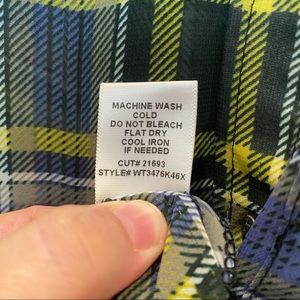 MACHINE WASH
COLD
DO NOT BLEACH
FLAT DRY
COOL IRON
IF NEEDED
CUT# 21693
STYLE# WT3476K46X